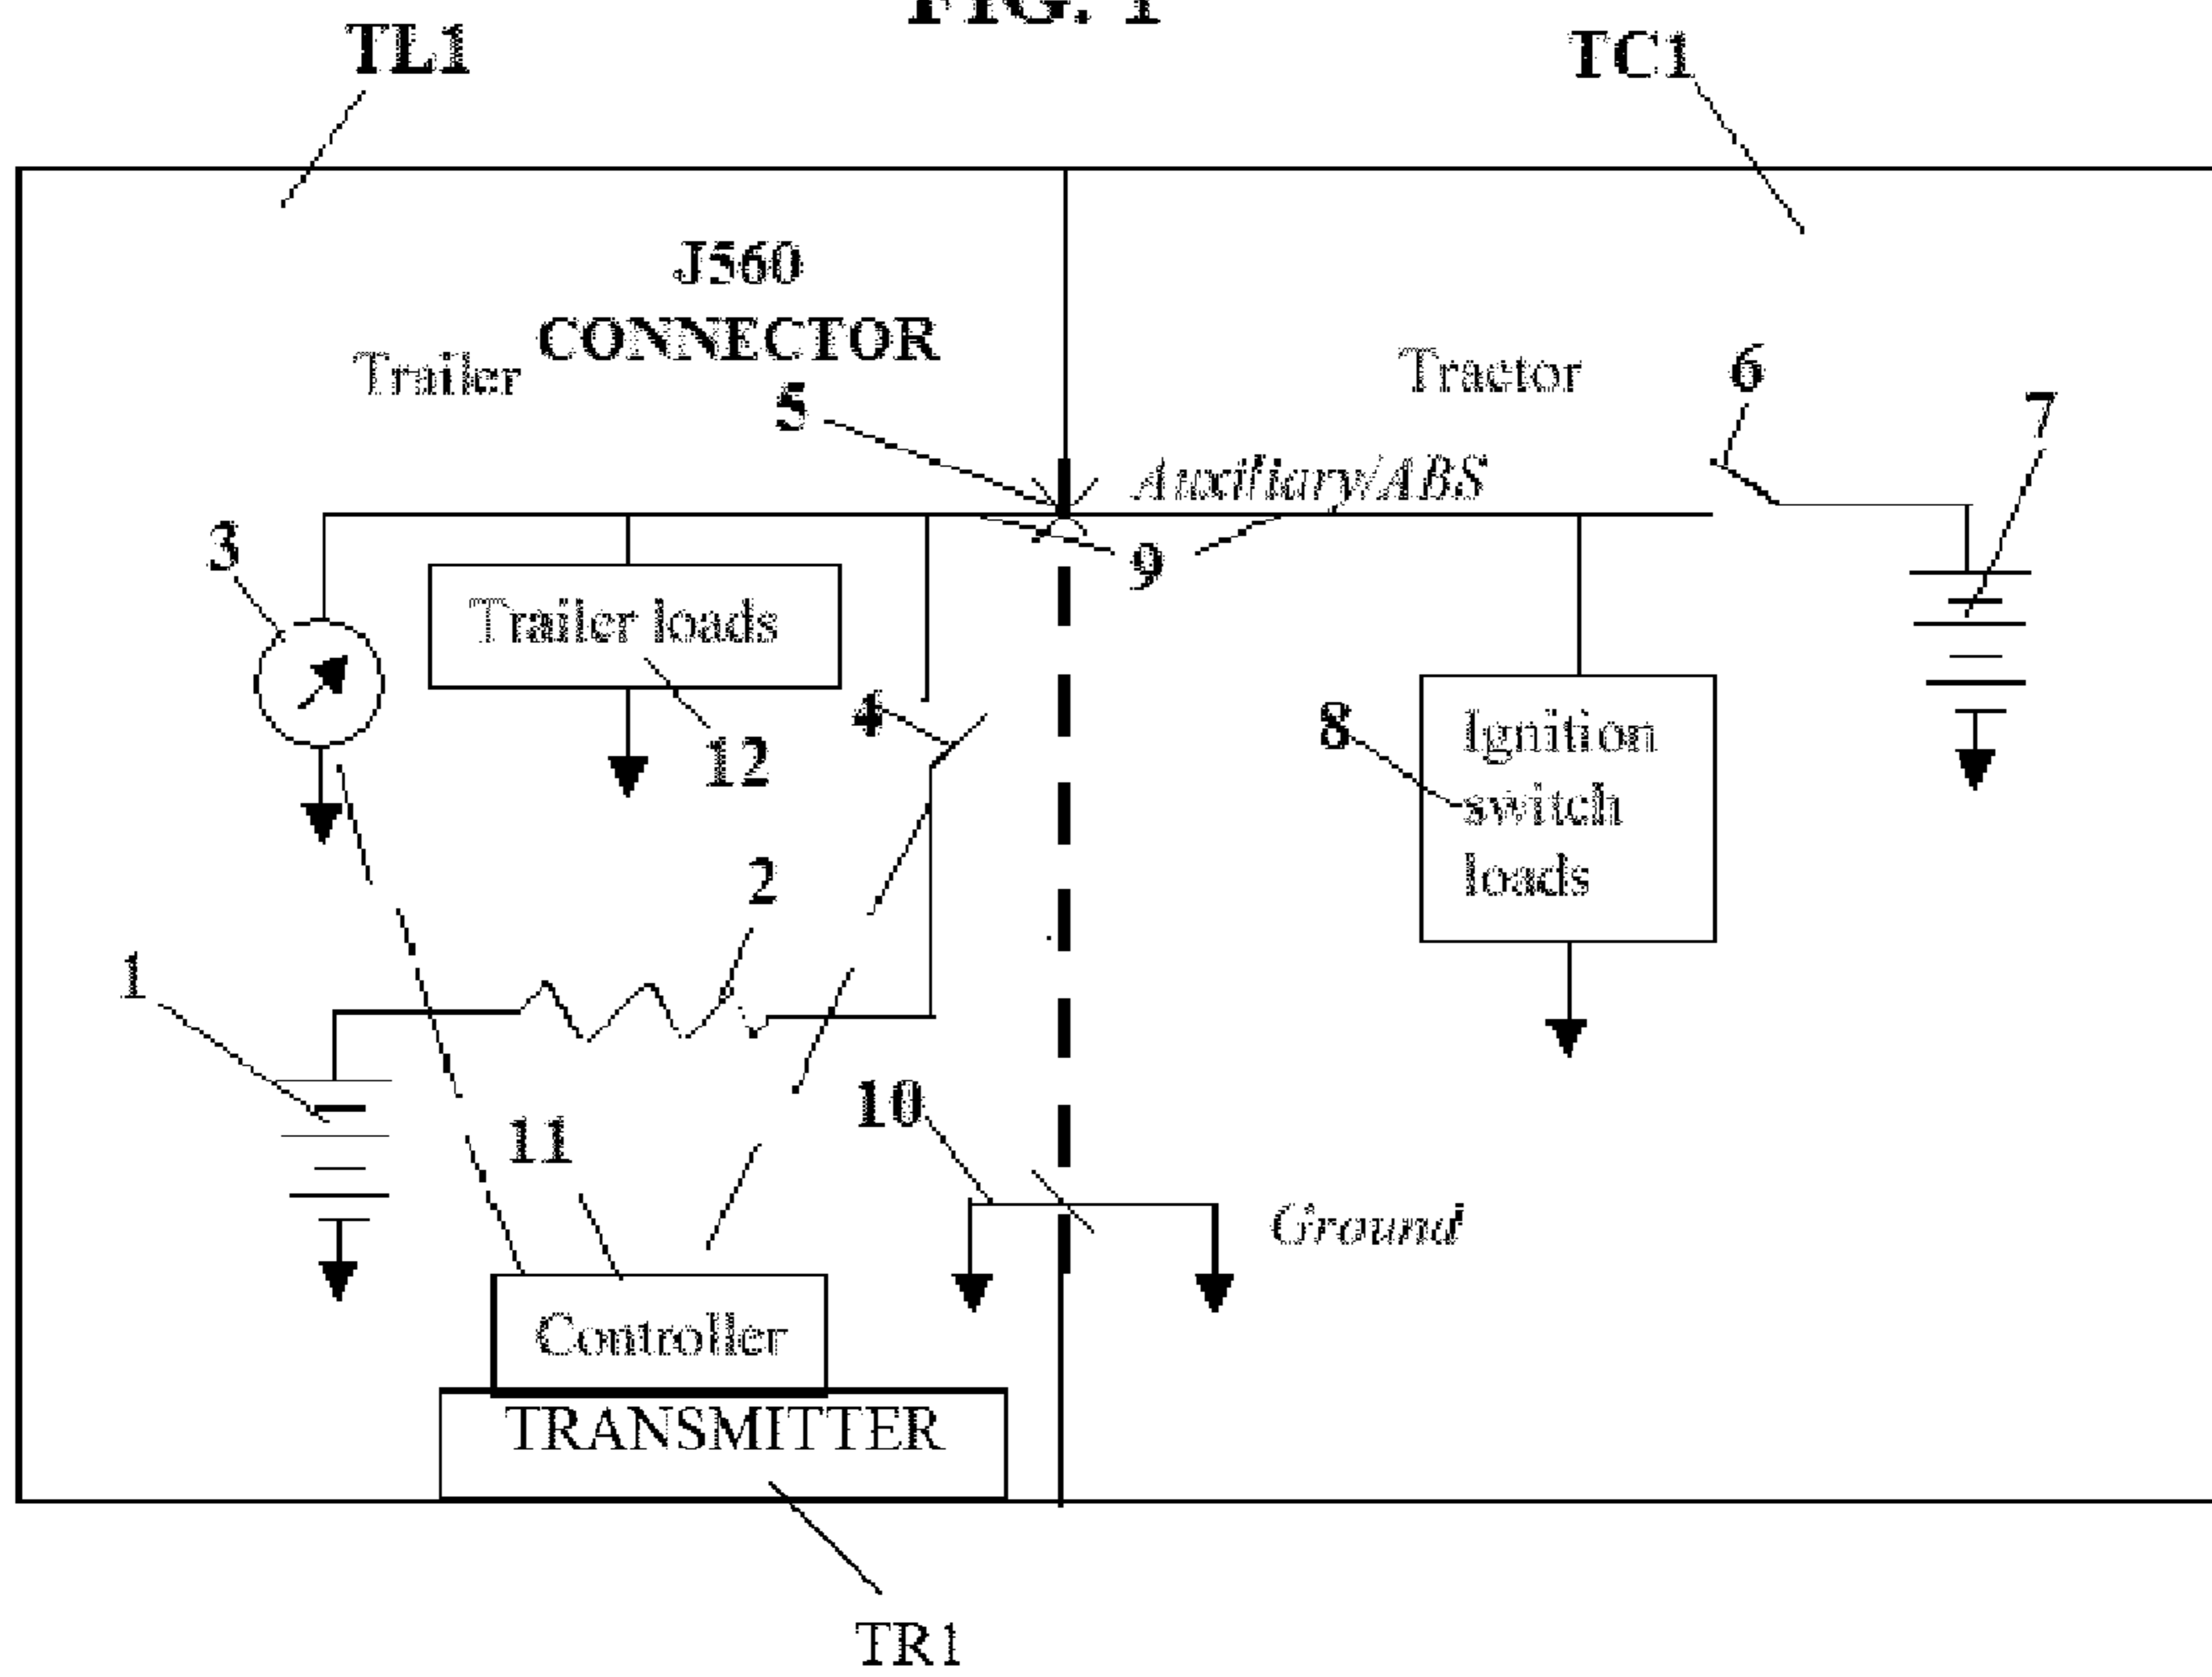 FIG. 1
TL1
TC1
J560
CONNECTOR
Trailer
Tractor
5
6
7
Auxiliary/ABS
3
9
Trailer loads
4
12
8
Ignition
switch
loads
2
1
10
11
Ground
Controller
TRANSMITTER
TR1